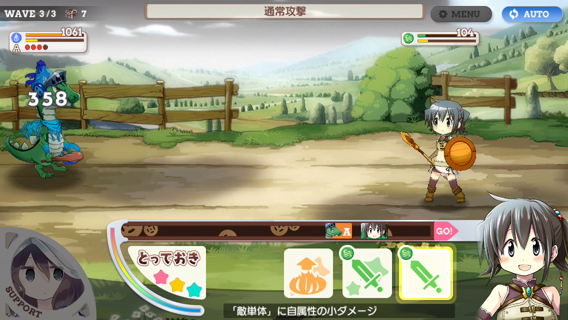 WAVE 3/3 7
通常攻撃
MENU
AUTO
1061
A
104
358
A
GO!
とっておき
SUPPORT
「敵単体」に自属性の小ダメージ